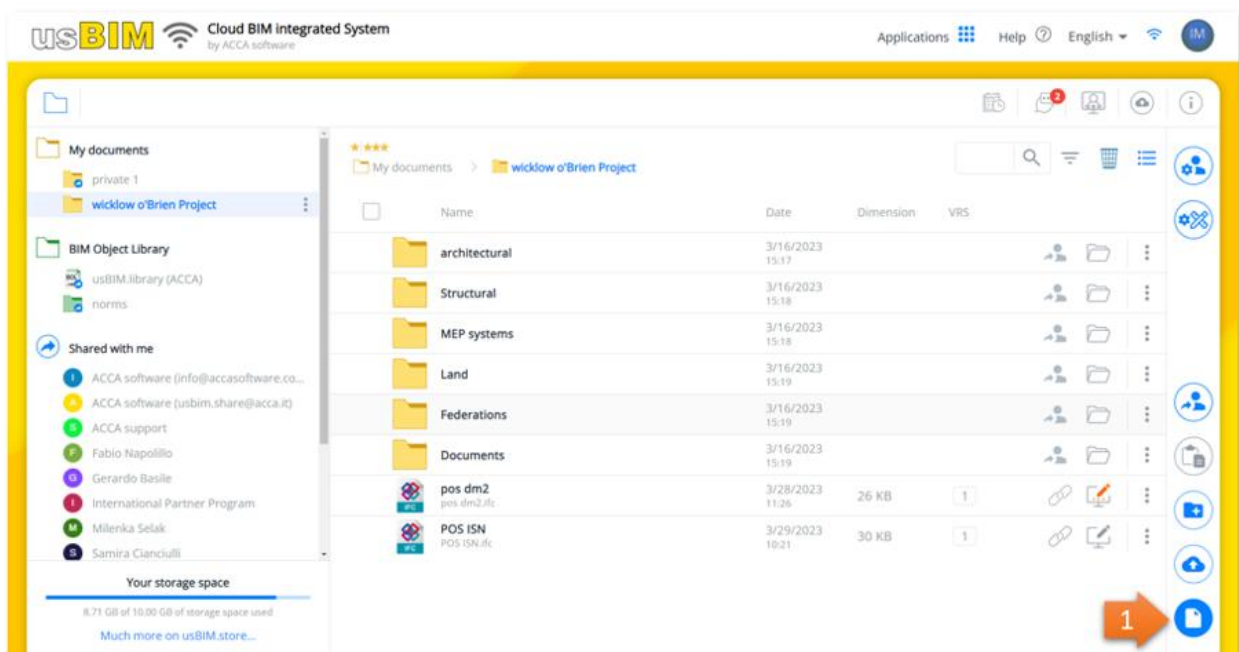 usBIM Cloud BIM integrated System
by ACCA software
Applications Help English
IM
2
My documents
private 1
wicklow o'Brien Project
BIM Object Library
usBIM.library (ACCA)
norms
Shared with me
I ACCA software (info@accasoftware.co...
A ACCA software (usbim.share@acca.it)
S ACCA support
F Fabio Napolillo
G Gerardo Basile
I International Partner Program
M Milenka Selak
S Samira Cianciulli
Your storage space
8.71 GB of 10.00 GB of storage space used
Much more on usBIM.store...
My documents > wicklow o'Brien Project
Name Date Dimension VRS
architectural 3/16/2023
15:17
Structural 3/16/2023
15:18
MEP systems 3/16/2023
15:18
Land 3/16/2023
15:19
Federations 3/16/2023
15:19
Documents 3/16/2023
15:19
IFC pos dm2 3/28/2023 26 KB 1
pos dm2.ifc 11:26
IFC POS ISN 3/29/2023 30 KB 1
POS ISN.ifc 10:21
1